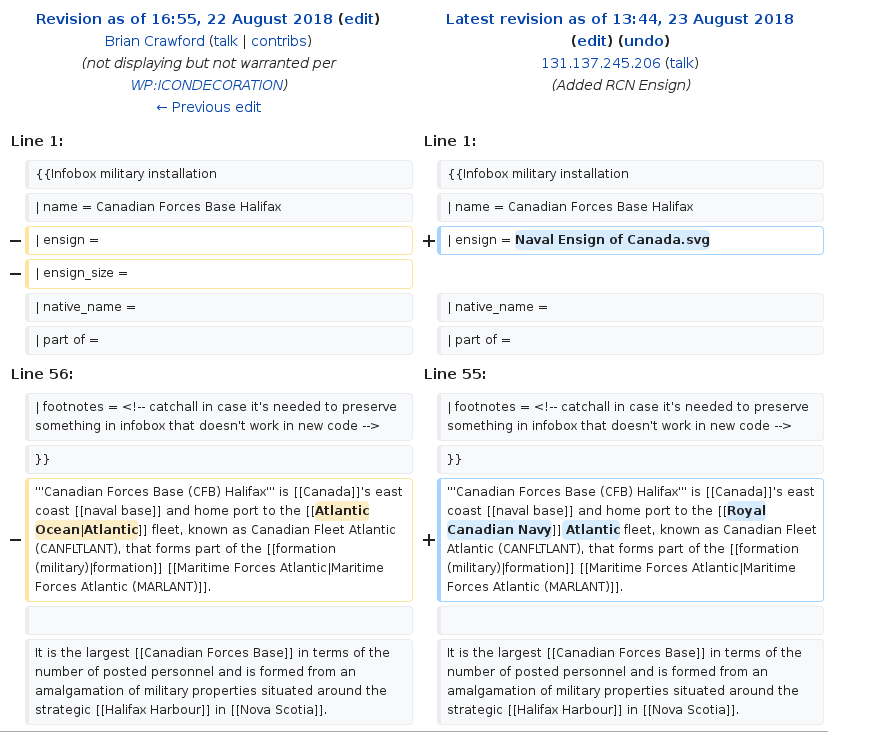 Revision as of 16:55, 22 August 2018 (edit)
Brian Crawford (talk | contribs)
(not displaying but not warranted per
WP:ICONDECORATION)
← Previous edit
Latest revision as of 13:44, 23 August 2018
(edit) (undo)
131.137.245.206 (talk)
(Added RCN Ensign)
Line 1:
Line 1:
{{Infobox military installation
{{Infobox military installation
| name = Canadian Forces Base Halifax
| name = Canadian Forces Base Halifax
− | ensign =
+ | ensign = Naval Ensign of Canada.svg
− | ensign_size =
| native_name =
| native_name =
| part of =
| part of =
Line 56:
Line 55:
| footnotes = <!-- catchall in case it's needed to preserve
something in infobox that doesn't work in new code -->
| footnotes = <!-- catchall in case it's needed to preserve
something in infobox that doesn't work in new code -->
}}
}}
− '''Canadian Forces Base (CFB) Halifax''' is [[Canada]]'s east
coast [[naval base]] and home port to the [[Atlantic
Ocean|Atlantic]] fleet, known as Canadian Fleet Atlantic
(CANFLTLANT), that forms part of the [[formation
(military)|formation]] [[Maritime Forces Atlantic|Maritime
Forces Atlantic (MARLANT)]].
+ '''Canadian Forces Base (CFB) Halifax''' is [[Canada]]'s east
coast [[naval base]] and home port to the [[Royal
Canadian Navy]] Atlantic fleet, known as Canadian Fleet
Atlantic (CANFLTLANT), that forms part of the [[formation
(military)|formation]] [[Maritime Forces Atlantic|Maritime
Forces Atlantic (MARLANT)]].
It is the largest [[Canadian Forces Base]] in terms of the
number of posted personnel and is formed from an
amalgamation of military properties situated around the
strategic [[Halifax Harbour]] in [[Nova Scotia]].
It is the largest [[Canadian Forces Base]] in terms of the
number of posted personnel and is formed from an
amalgamation of military properties situated around the
strategic [[Halifax Harbour]] in [[Nova Scotia]].